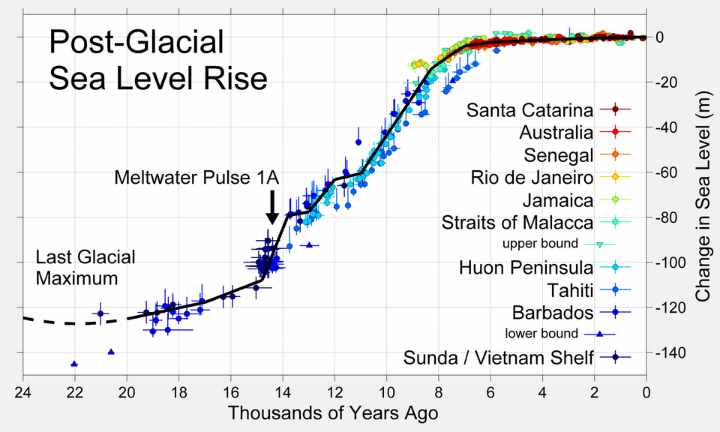 Post-Glacial
Sea Level Rise
Meltwater Pulse 1A
Last Glacial
Maximum
Santa Catarina
Australia
Senegal
Rio de Janeiro
Jamaica
Straits of Malacca
upper bound
Huon Peninsula
Tahiti
Barbados
lower bound
Sunda / Vietnam Shelf
0
-20
-40
-60
-80
-100
-120
-140
Change in Sea Level (m)
24 22 20 18 16 14 12 10 8 6 4 2 0
Thousands of Years Ago